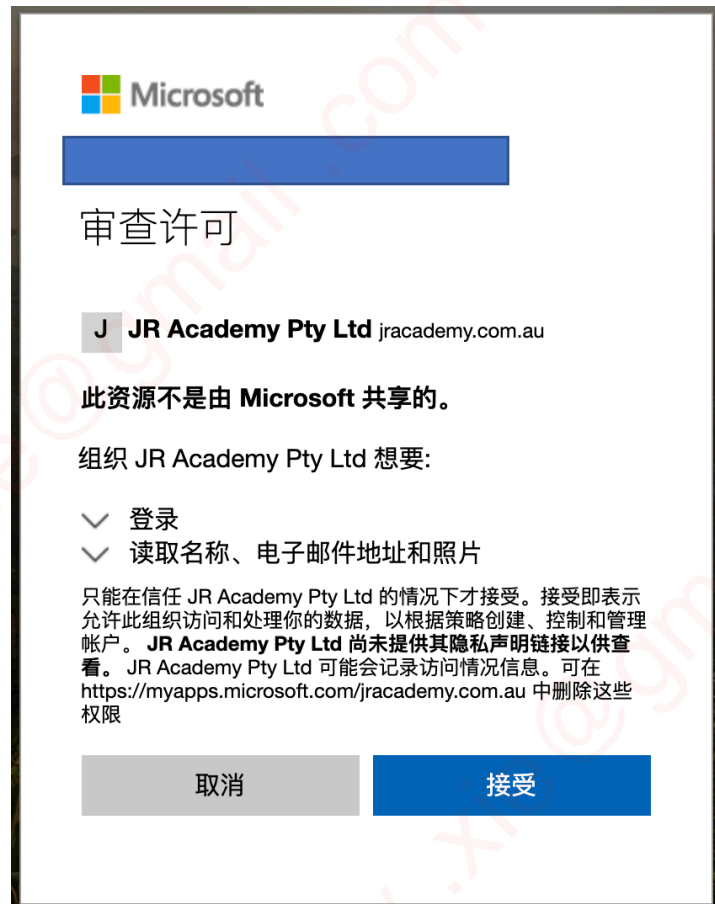 Microsoft
审查许可
J JR Academy Pty Ltd jracademy.com.au
此资源不是由 Microsoft 共享的。
组织 JR Academy Pty Ltd 想要:
登录
读取名称、电子邮件地址和照片
只能在信任 JR Academy Pty Ltd 的情况下才接受。接受即表示
允许此组织访问和处理你的数据，以根据策略创建、控制和管理
帐户。 JR Academy Pty Ltd 尚未提供其隐私声明链接以供查
看。 JR Academy Pty Ltd 可能会记录访问情况信息。可在
https://myapps.microsoft.com/jracademy.com.au 中删除这些
权限
取消 接受